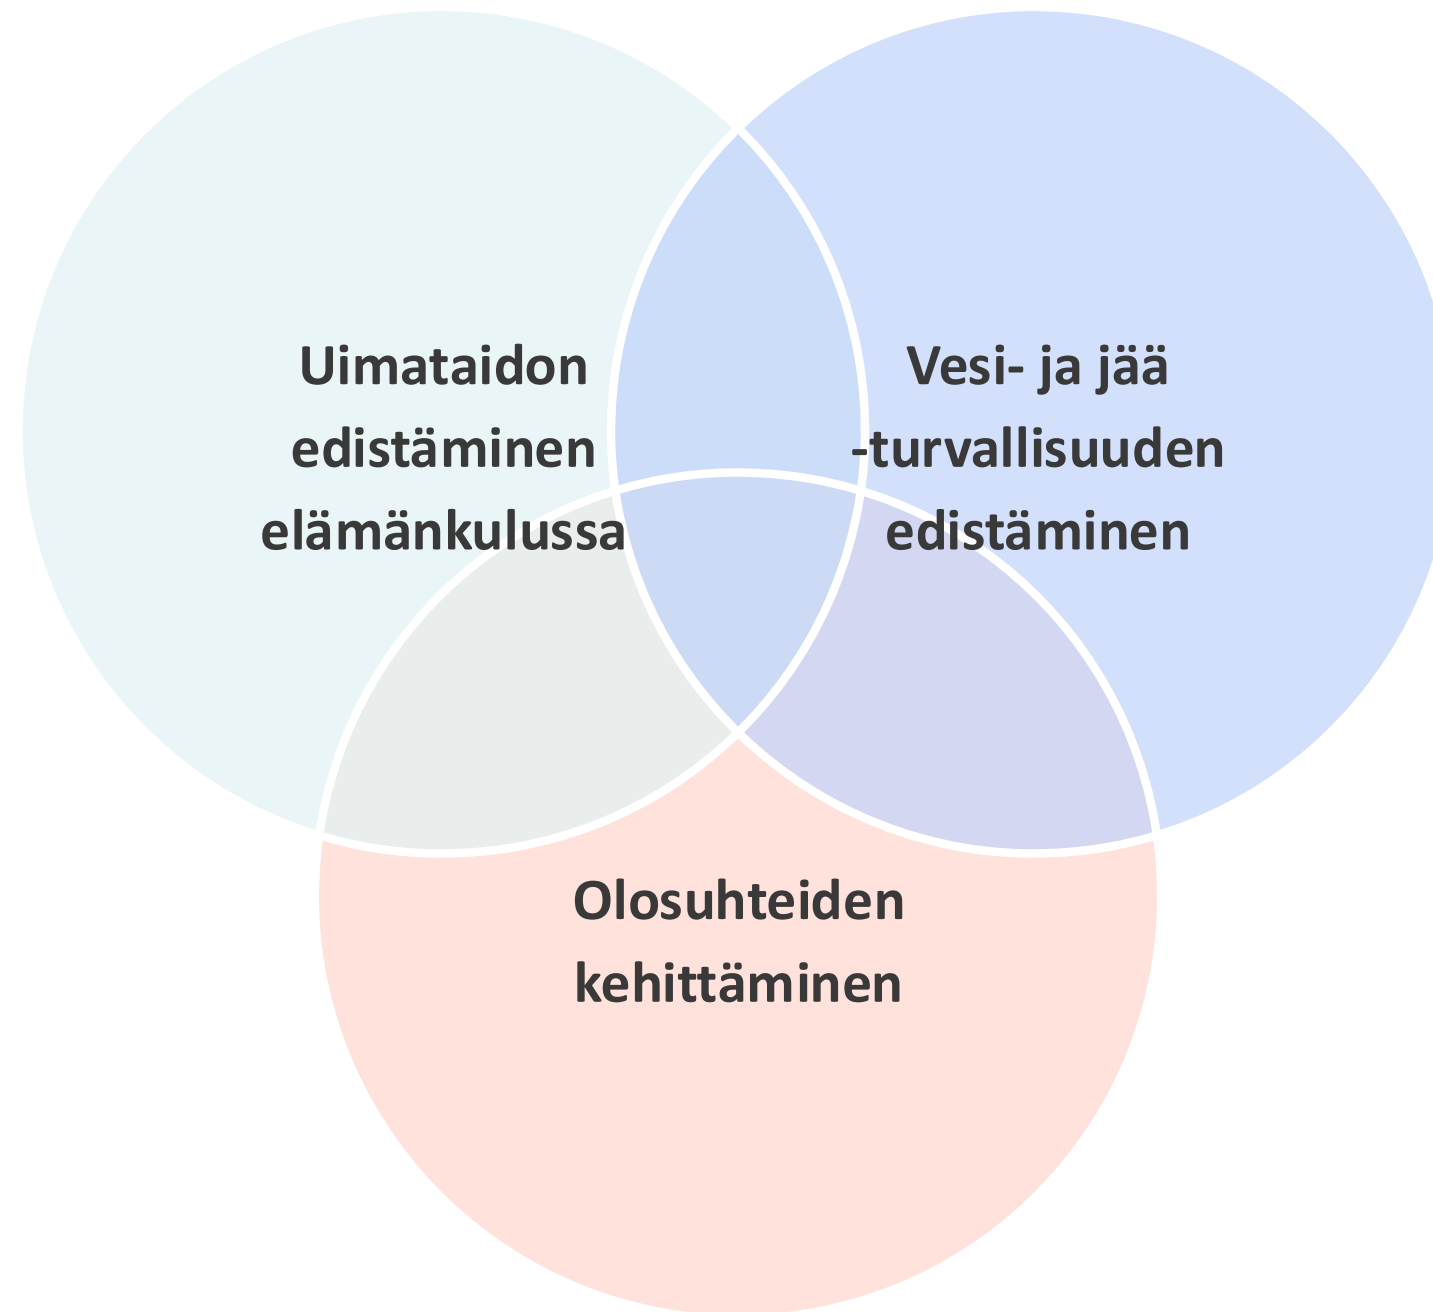 Uimataidon
edistäminen
elämänkulussa
Vesi- ja jää
-turvallisuuden
edistäminen
Olosuhteiden
kehittäminen